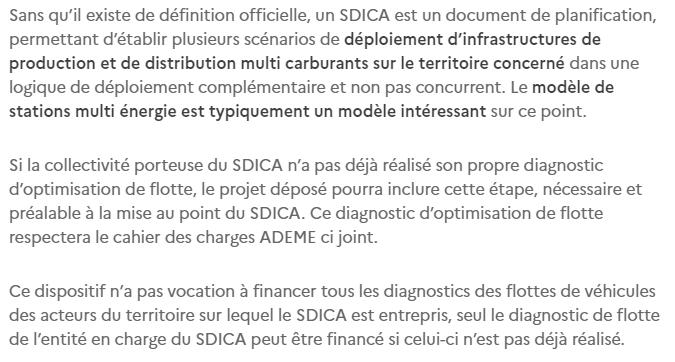 Sans qu'il existe de définition officielle, un SDICA est un document de planification,
permettant d'établir plusieurs scénarios de déploiement d'infrastructures de
production et de distribution multi carburants sur le territoire concerné dans une
logique de déploiement complémentaire et non pas concurrent. Le modèle de
stations multi énergie est typiquement un modèle intéressant sur ce point.
Si la collectivité porteuse du SDICA n'a pas déjà réalisé son propre diagnostic
d'optimisation de flotte, le projet déposé pourra inclure cette étape, nécessaire et
préalable à la mise au point du SDICA. Ce diagnostic d'optimisation de flotte
respectera le cahier des charges ADEME ci joint.
Ce dispositif n'a pas vocation à financer tous les diagnostics des flottes de véhicules
des acteurs du territoire sur lequel le SDICA est entrepris, seul le diagnostic de flotte
de l'entité en charge du SDICA peut être financé si celui-ci n'est pas déjà réalisé.